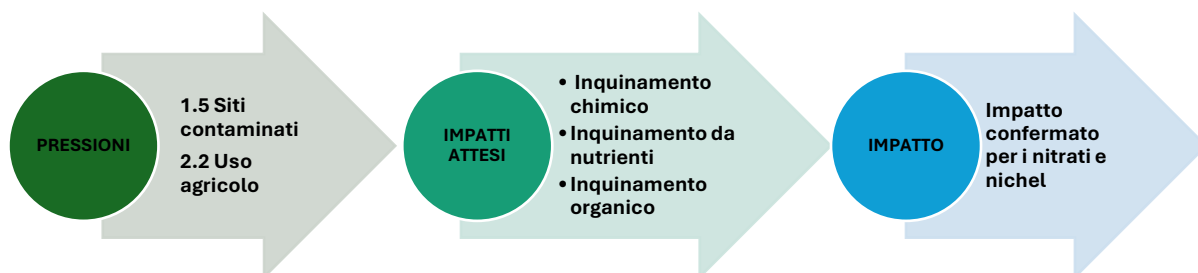 PRESSIONI
1.5 Siti
contaminati
2.2 Uso
agricolo
IMPATTI
ATTESI
• Inquinamento
chimico
• Inquinamento da
nutrienti
• Inquinamento
organico
IMPATTO
Impatto
confermato
per i nitrati e
nichel